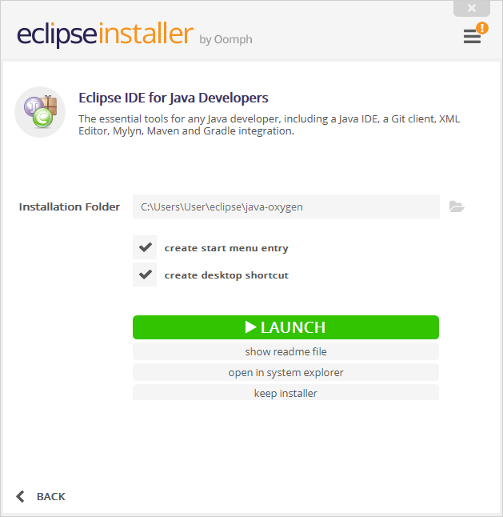 eclipseinstaller by Oomph
!
Eclipse IDE for Java Developers
The essential tools for any Java developer, including a Java IDE, a Git client, XML
Editor, Mylyn, Maven and Gradle integration.
Installation Folder C:\Users\User\eclipse\java-oxygen
create start menu entry
create desktop shortcut
LAUNCH
show readme file
open in system explorer
keep installer
BACK